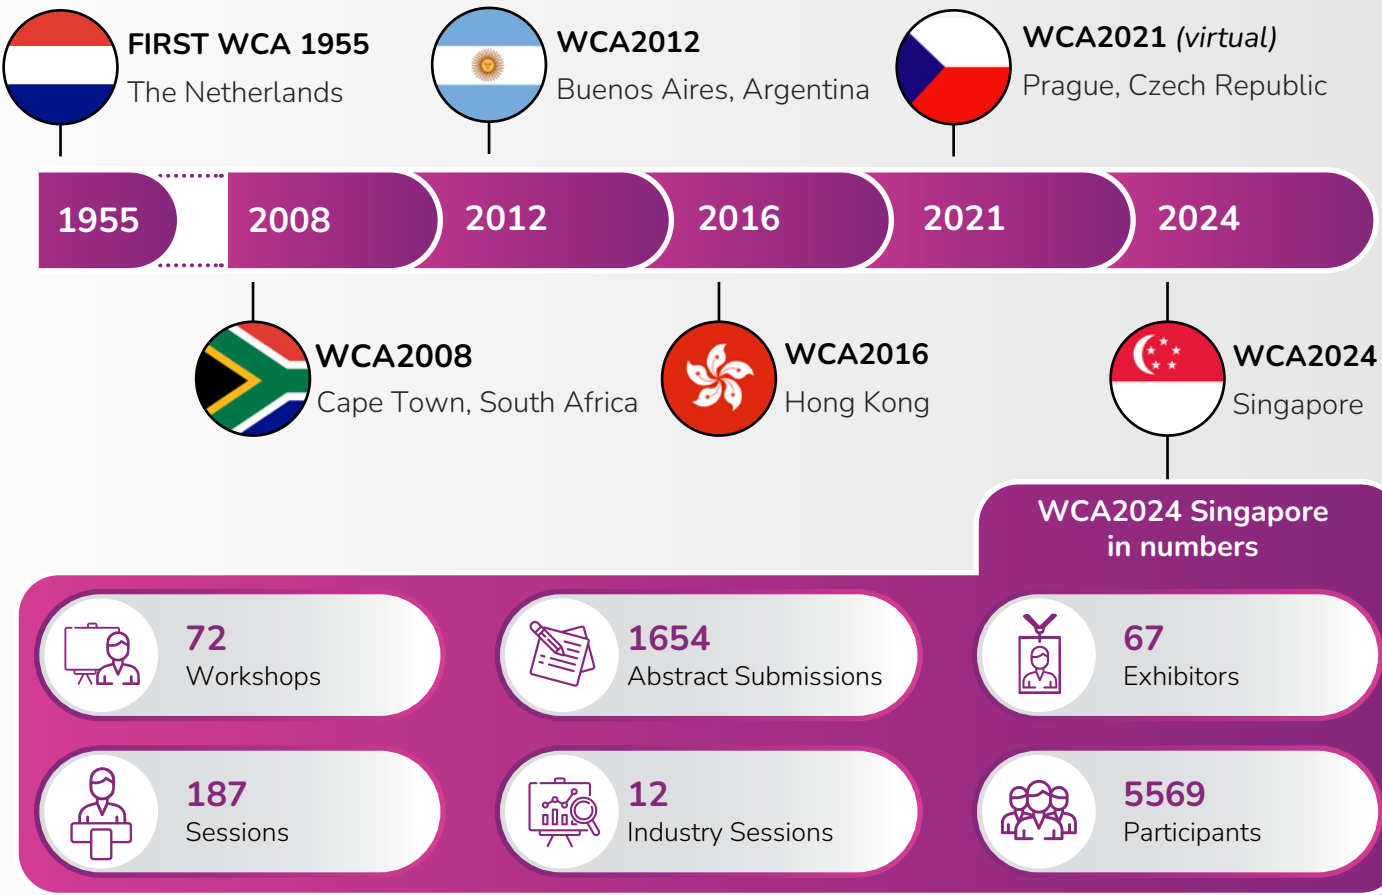 FIRST WCA 1955
The Netherlands
WCA2012
Buenos Aires, Argentina
WCA2021 (virtual)
Prague, Czech Republic
1955
2008
2012
2016
2021
2024
WCA2008
Cape Town, South Africa
WCA2016
Hong Kong
WCA2024
Singapore
WCA2024 Singapore
in numbers
72
Workshops
1654
Abstract Submissions
67
Exhibitors
187
Sessions
12
Industry Sessions
5569
Participants